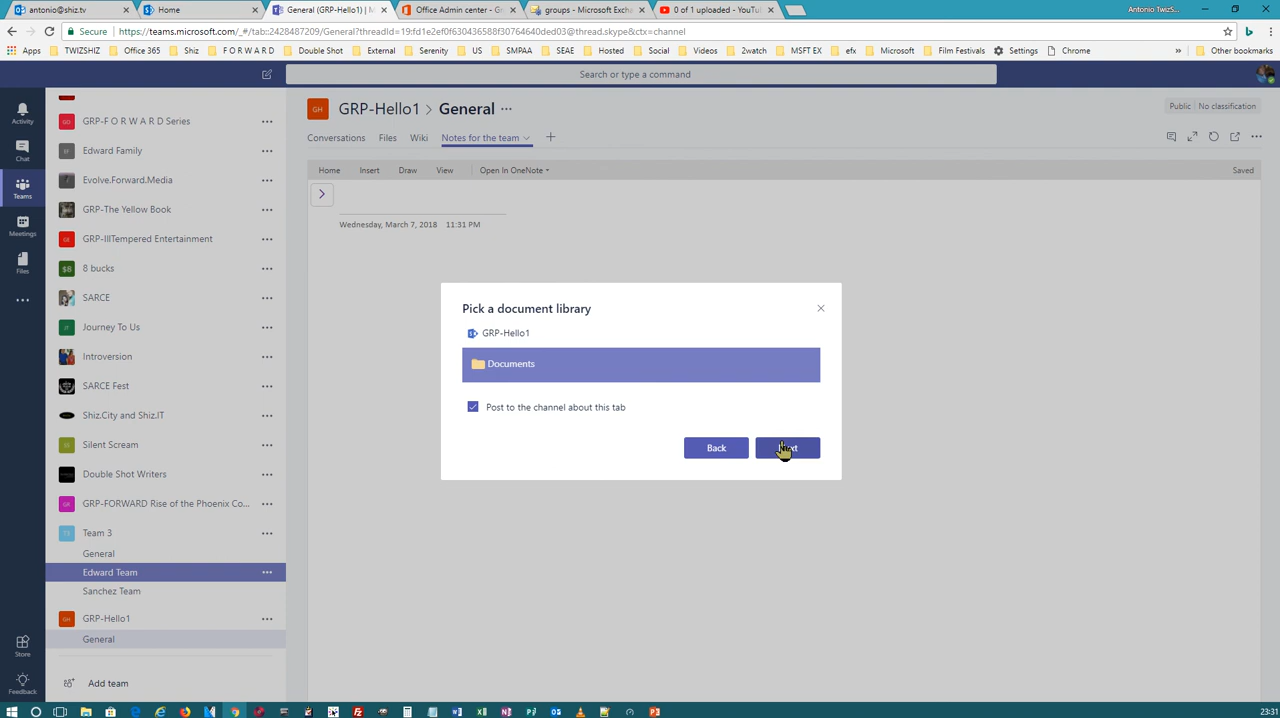 antonio@shiz.tv
Home
General (GRP-Hello1) | M
Office Admin center - G
groups - Microsoft Exch
0 of 1 uploaded - YouTu
Antonio TwizS...
Secure
https://teams.microsoft.com/_#/tab:2428487209/General?threadId=19:fd1e2ef0f630436588f30764640ded03@thread.skype&ctx=channel
Apps
TWIZSHIZ
Office 365
Shiz
F O R W A R D
Double Shot
External
Serenity
US
SMPAA
SEAE
Hosted
Social
Videos
2watch
MSFT EX
efx
Microsoft
Film Festivals
Settings
Chrome
»
Other bookmarks
Search or type a command
Activity
Chat
Teams
Meetings
Files
Store
Feedback
GRP-F O R W A R D Series
Edward Family
Evolve.Forward.Media
GRP-The Yellow Book
GRP-IllTempered Entertainment
$8 8 bucks
SARCE
Journey To Us
Introversion
SARCE Fest
Shiz.City and Shiz.IT
Silent Scream
Double Shot Writers
GRP-FORWARD Rise of the Phoenix Co...
Team 3
General
Edward Team
Sanchez Team
GH GRP-Hello1
General
Add team
GH GRP-Hello1 > General ...
Public
No classification
Conversations
Files
Wiki
Notes for the team
Home
Insert
Draw
View
Open In OneNote
Saved
Wednesday, March 7, 2018 11:31 PM
Pick a document library
GRP-Hello1
Documents
Post to the channel about this tab
Back
23:31